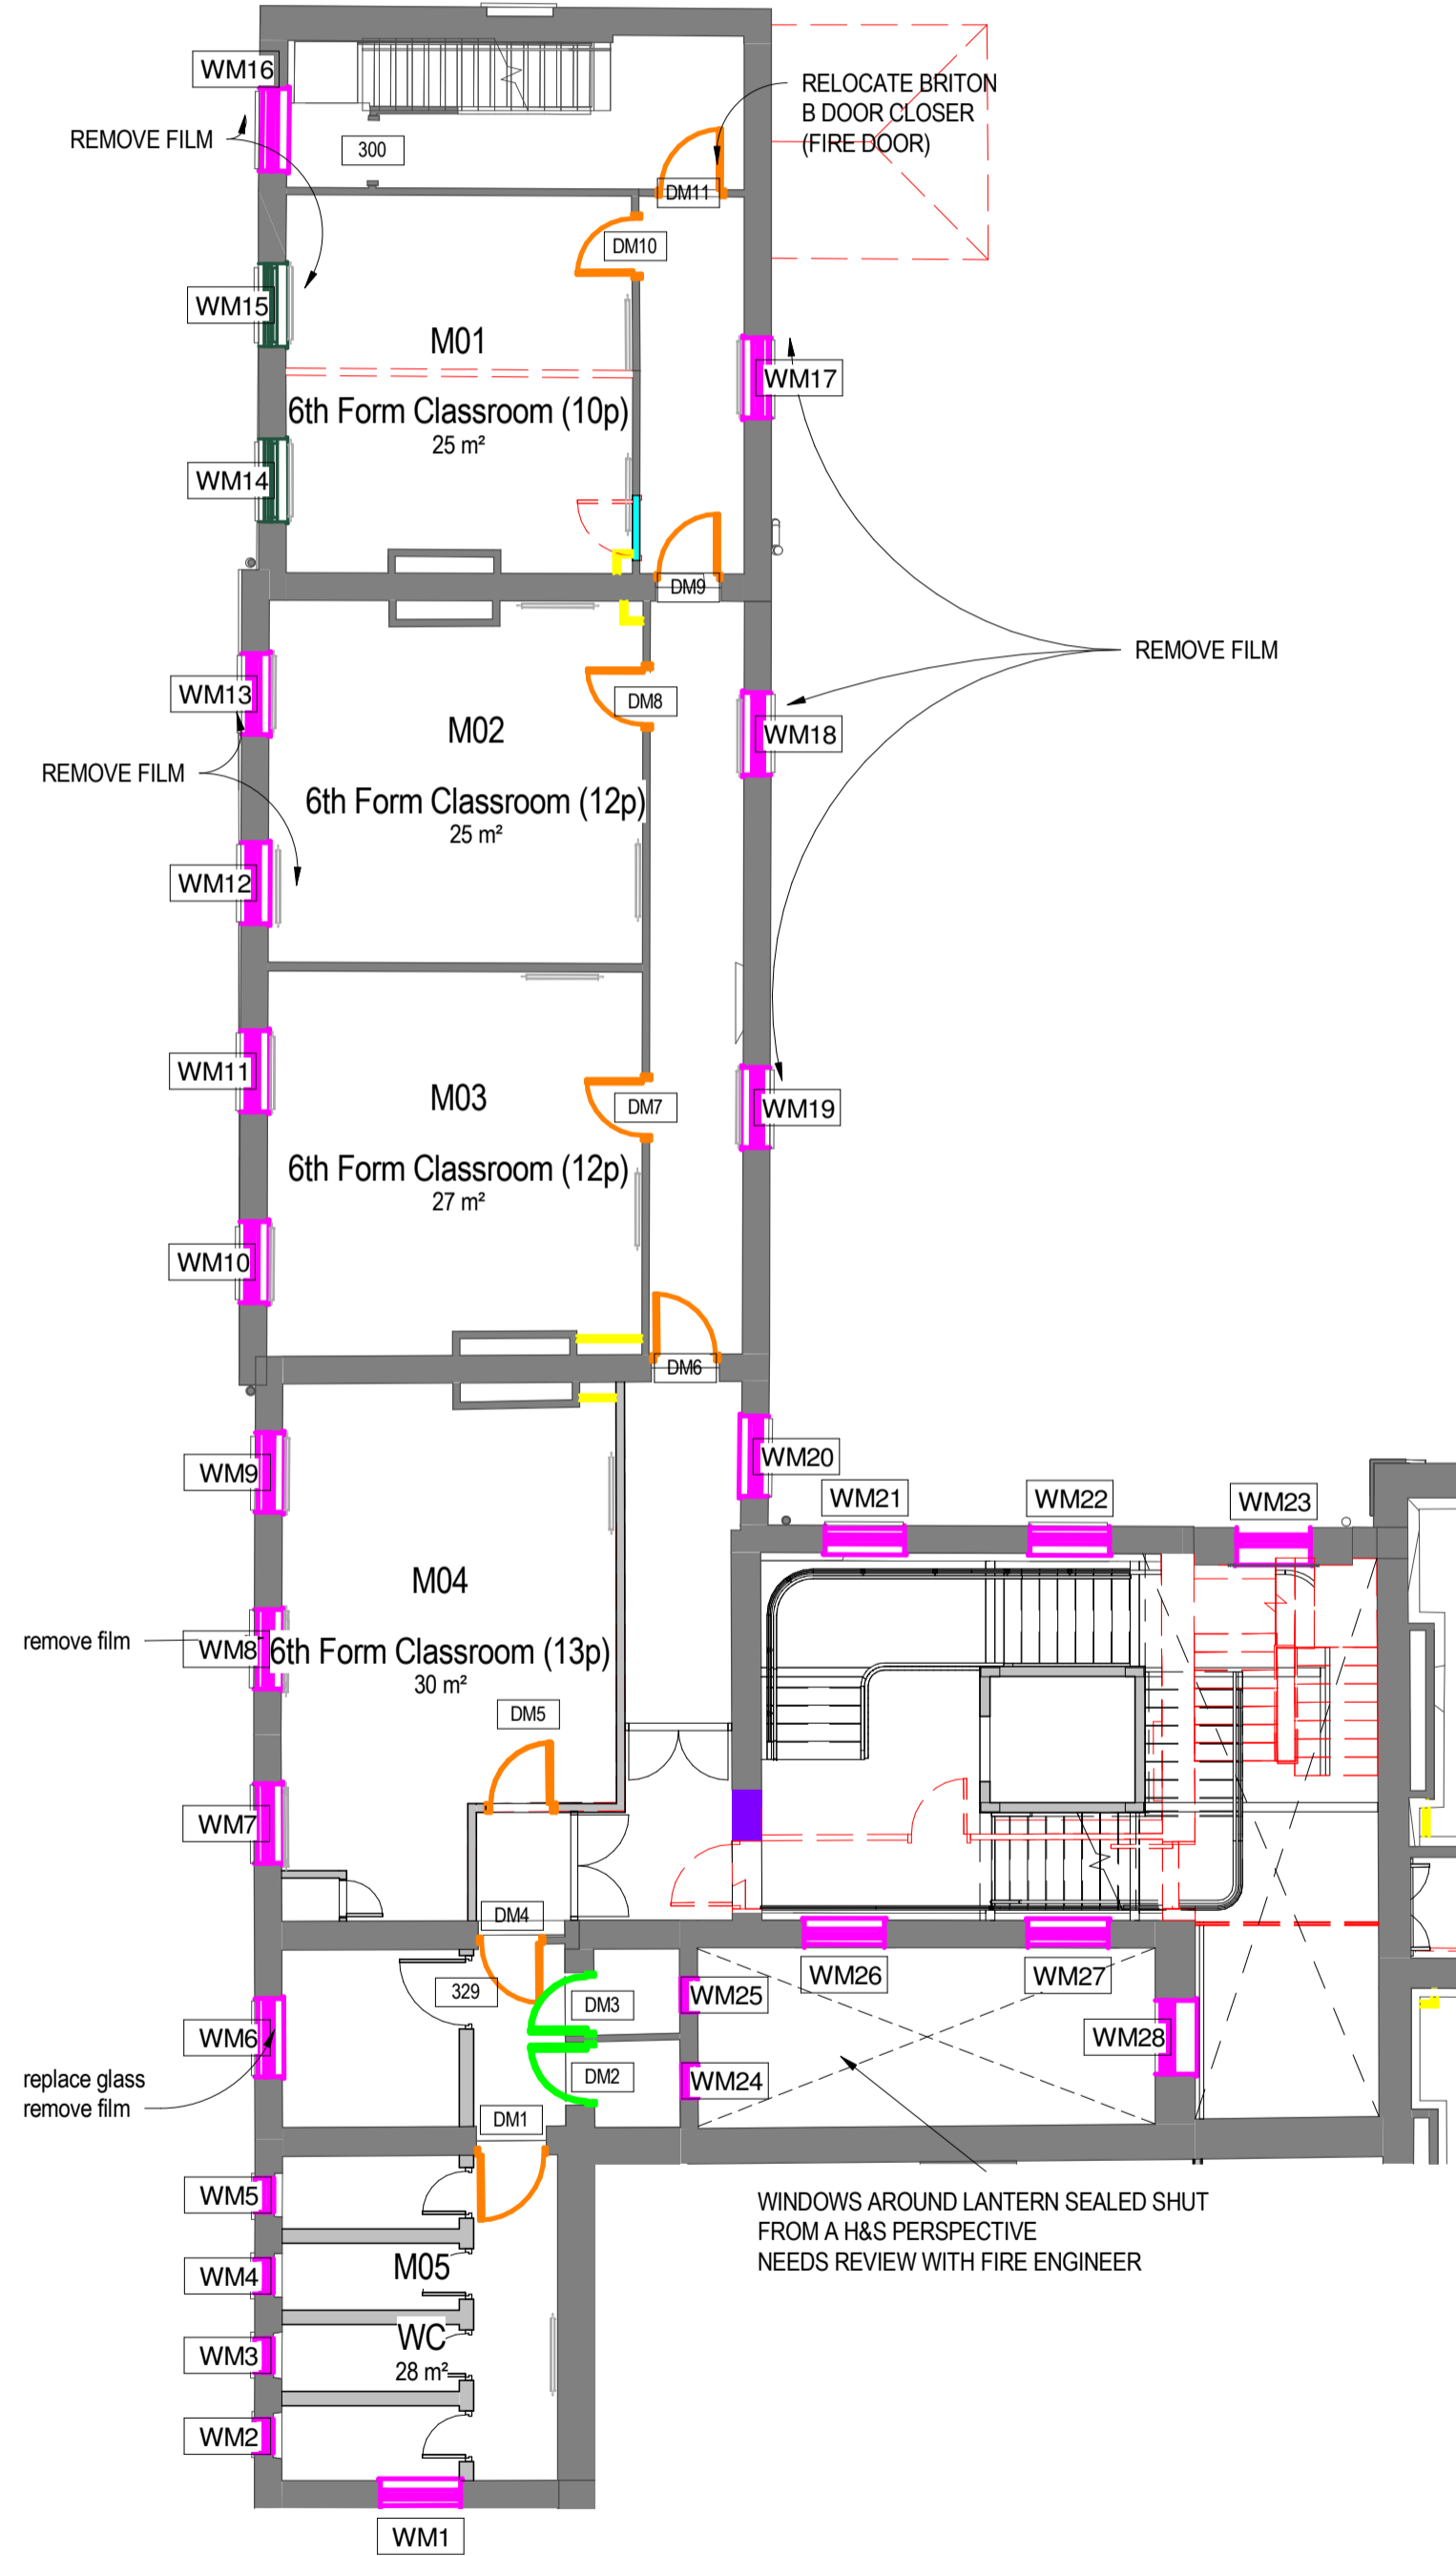 WM16
REMOVE FILM
300
RELOCATE BRITON
B DOOR CLOSER
(FIRE DOOR)
DM11
DM10
WM15
M01
6th Form Classroom (10p)
25 m²
WM17
WM14
DM9
REMOVE FILM
WM13
DM8
M02
WM18
REMOVE FILM
6th Form Classroom (12p)
25 m²
WM12
WM11
M03
DM7
WM19
6th Form Classroom (12p)
27 m²
WM10
DM6
WM9
WM20
WM21
WM22
WM23
M04
remove film
WM8
6th Form Classroom (13p)
30 m²
DM5
WM7
DM4
329
DM3
WM25
WM26
WM27
WM6
WM28
replace glass
remove film
DM2
WM24
DM1
WM5
WINDOWS AROUND LANTERN SEALED SHUT
FROM A H&S PERSPECTIVE
NEEDS REVIEW WITH FIRE ENGINEER
M05
WM4
WC
28 m²
WM3
WM2
WM1